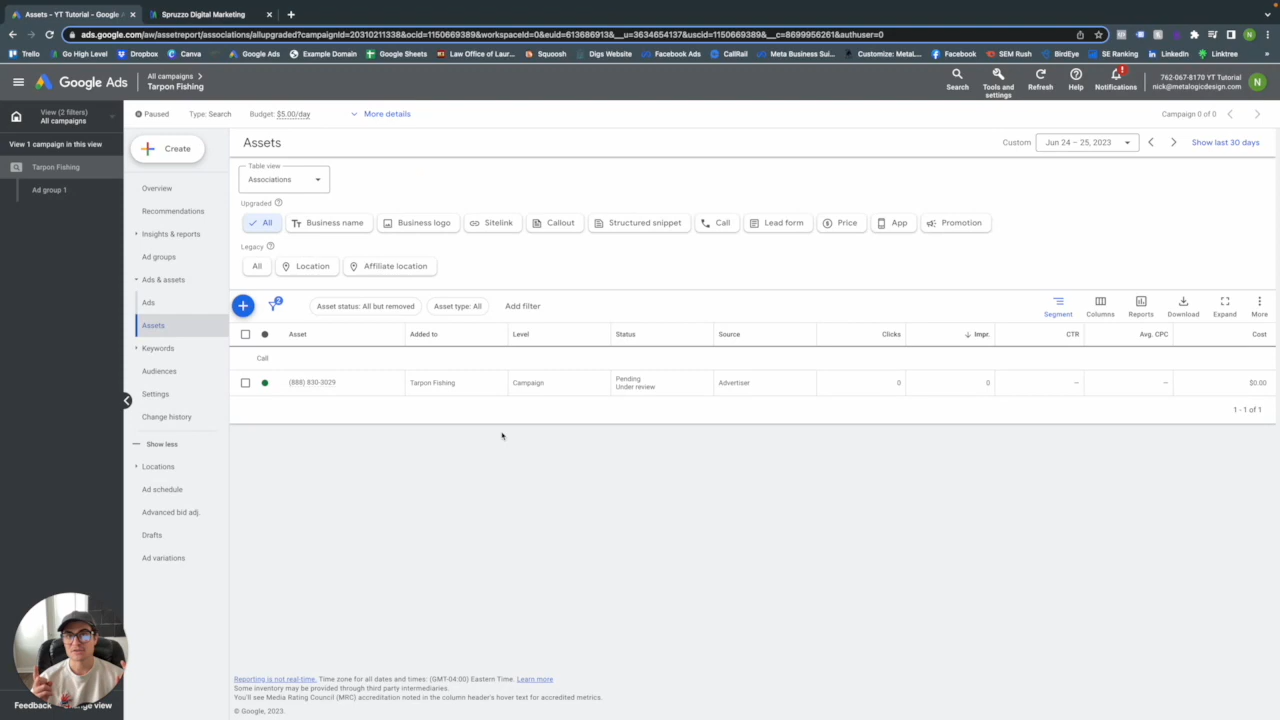 Assets – YT Tutorial - Google
Spruzzo Digital Marketing
ads.google.com/aw/assetreport/associations/allupgraded?campaignId=20310211338&ocid=1150669389&workspaceId=0&euid=613686913&__u=3634654137&uscid=1150669389&__c=8699956261&authuser=0
Trello
Go High Level
Dropbox
Canva
Google Ads
Example Domain
Google Sheets
Law Office of Laur...
Squoosh
Digs Website
CallRail
Meta Business Sui...
Customize: MetaL...
Facebook
SEM Rush
BirdEye
SE Ranking
LinkedIn
Linktree
Google Ads
All campaigns
Tarpon Fishing
Search
Tools and
settings
Refresh
Help
Notifications
762-067-8170 YT Tutorial
nick@metalogicdesign.com
N
View (2 filters)
All campaigns
Paused
Type: Search
Budget: $5.00/day
More details
Campaign 0 of 0
View 1 campaign in this view
Tarpon Fishing
Ad group 1
Create
Overview
Recommendations
Insights & reports
Ad groups
Ads & assets
Ads
Assets
Keywords
Audiences
Settings
Change history
Show less
Locations
Ad schedule
Advanced bid adj.
Drafts
Ad variations
Feedback
Assets
Custom
Jun 24 – 25, 2023
Show last 30 days
Table view
Associations
Upgraded
All
Business name
Business logo
Sitelink
Callout
Structured snippet
Call
Lead form
Price
App
Promotion
Legacy
All
Location
Affiliate location
2
Asset status: All but removed
Asset type: All
Add filter
Segment
Columns
Reports
Download
Expand
More
Asset
Added to
Level
Status
Source
Clicks
Impr.
CTR
Avg. CPC
Cost
Call
(888) 830-3029
Tarpon Fishing
Campaign
Pending
Under review
Advertiser
0
0
–
–
$0.00
1 - 1 of 1
Reporting is not real-time. Time zone for all dates and times: (GMT-04:00) Eastern Time. Learn more
Some inventory may be provided through third party intermediaries.
You'll see Media Rating Council (MRC) accreditation noted in the column header's hover text for accredited metrics.
© Google, 2023.